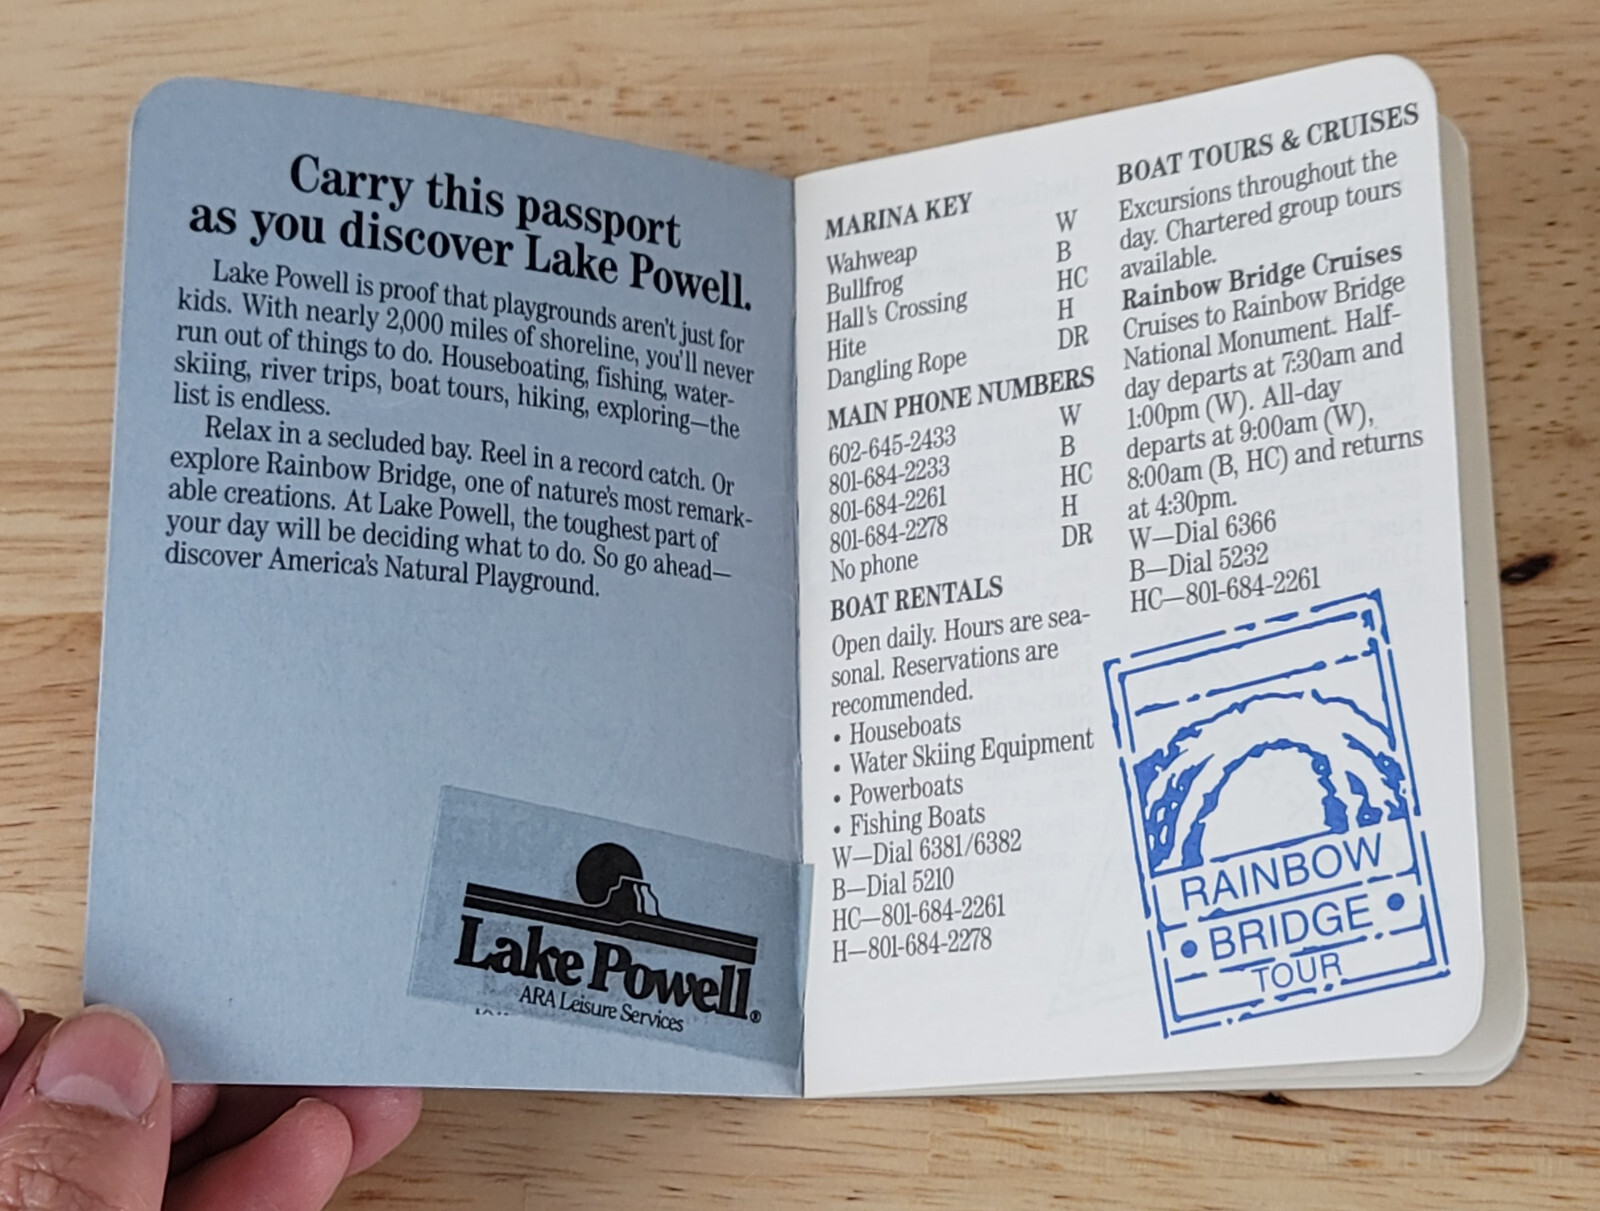 Carry this passport
as you discover Lake Powell.
Lake Powell is proof that playgrounds aren't just for
kids. With nearly 2,000 miles of shoreline, you'll never
run out of things to do. Houseboating, fishing, water-
skiing, river trips, boat tours, hiking, exploring—the
list is endless.
Relax in a secluded bay. Reel in a record catch. Or
explore Rainbow Bridge, one of nature's most remark-
able creations. At Lake Powell, the toughest part of
your day will be deciding what to do. So go ahead—
discover America's Natural Playground.
Lake Powell®
ARA Leisure Services
MARINA KEY
Wahweap W
Bullfrog B
Hall's Crossing HC
Hite H
Dangling Rope DR
MAIN PHONE NUMBERS
602-645-2433 W
801-684-2233 B
801-684-2261 HC
801-684-2278 H
No phone DR
BOAT RENTALS
Open daily. Hours are sea-
sonal. Reservations are
recommended.
• Houseboats
• Water Skiing Equipment
• Powerboats
• Fishing Boats
W—Dial 6381/6382
B—Dial 5210
HC—801-684-2261
H—801-684-2278
BOAT TOURS & CRUISES
Excursions throughout the
day. Chartered group tours
available.
Rainbow Bridge Cruises
Cruises to Rainbow Bridge
National Monument. Half-
day departs at 7:30am and
1:00pm (W). All-day
departs at 9:00am (W),
8:00am (B, HC) and returns
at 4:30pm.
W—Dial 6366
B—Dial 5232
HC—801-684-2261
RAINBOW
• BRIDGE •
TOUR